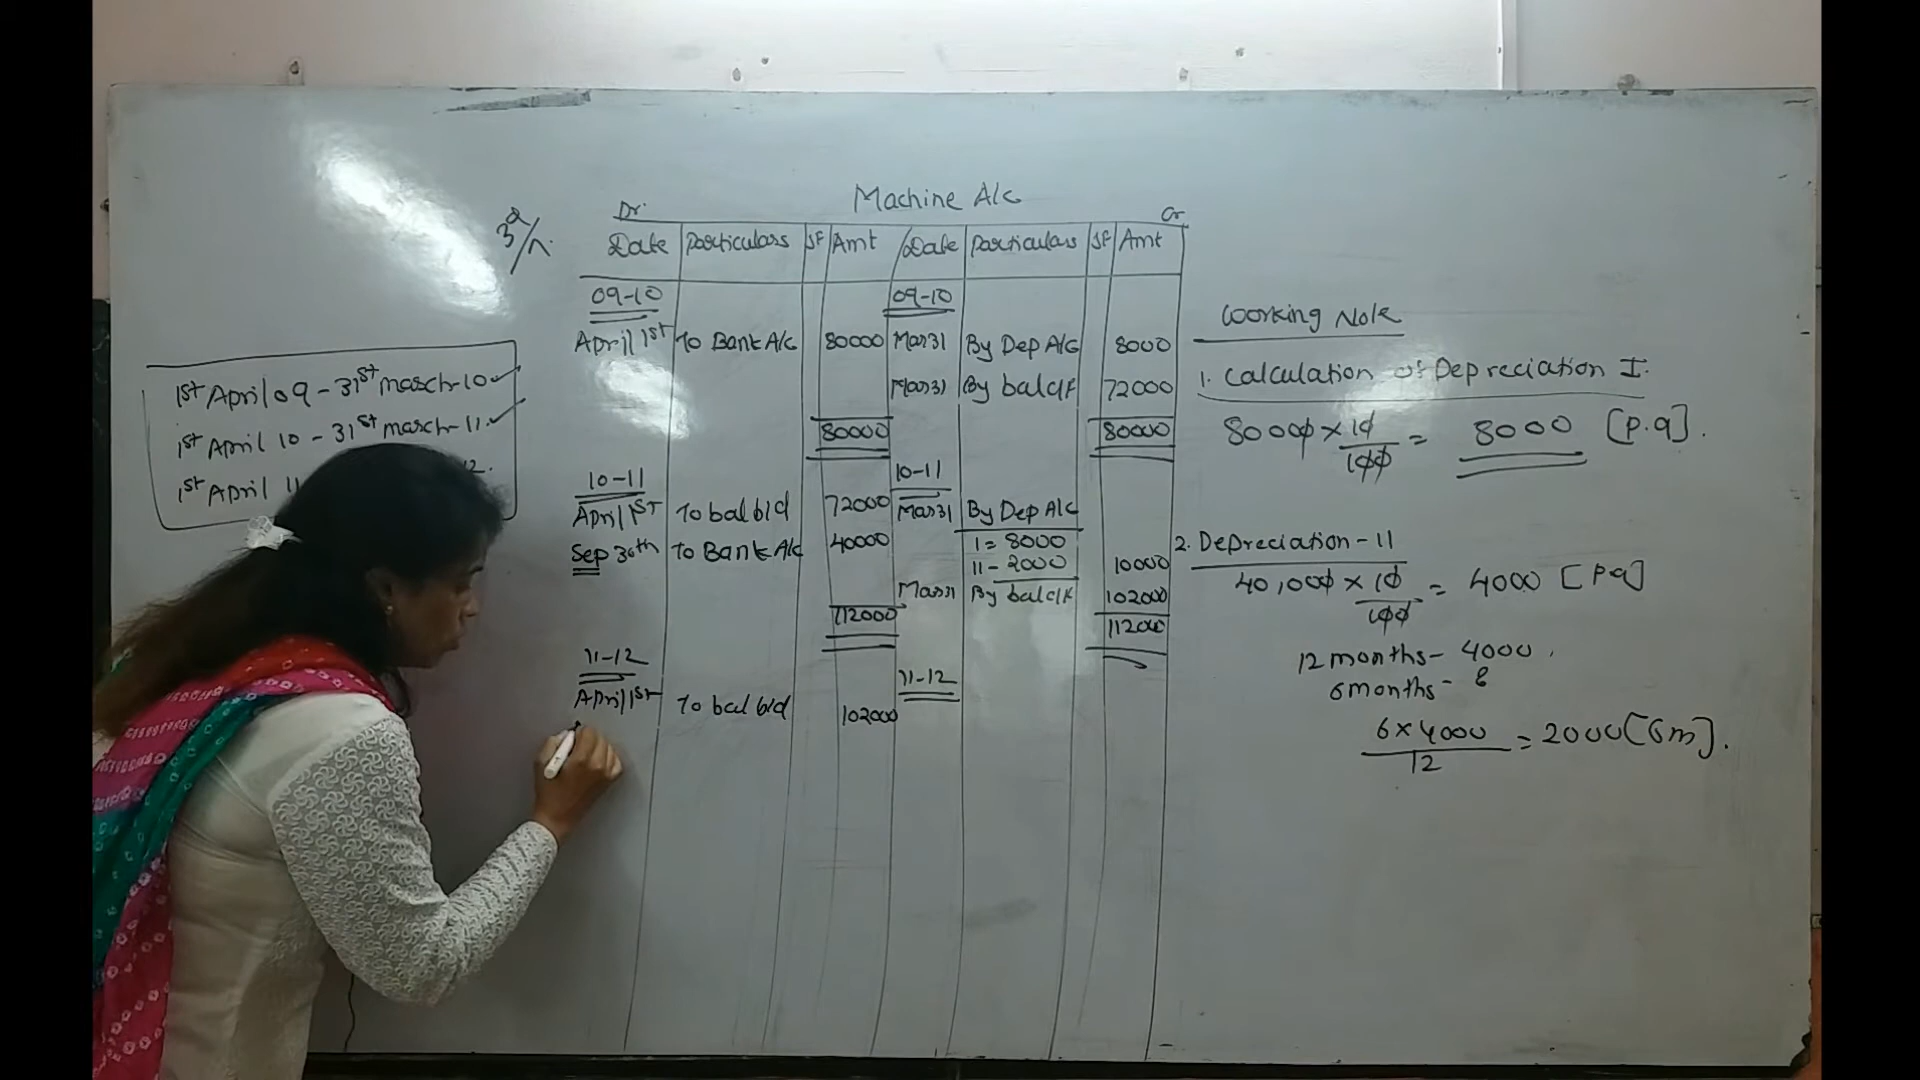 Machine A/c
3a/n.
Dr. Cr
Date Particulars JF Amt Date Particulars JF Amt
09-10 09-10
April 1st To Bank A/c 80000 Mar31 By Dep A/c 8000
Mar31 By bal c/f 72000
80000 80000
10-11 10-11
April 1st To bal b/d 72000 Mar31 By Dep A/c
Sep 30th To Bank A/c 40000 I = 8000
11 - 2000 10000
Mar31 By bal c/f 102000
112000 112000
11-12 11-12
April 1st To bal b/d 102000
1st April 09 - 31st march-10 ✓
1st April 10 - 31st march-11. ✓
1st April 11 2.
Working Note
1. Calculation of Depreciation I.
80000 × 10/100 = 8000 [p.a].
2. Depreciation - 11
40,000 × 10/100 = 4000 [pa]
12 months - 4000.
6 months -
6×4000/12 = 2000 [6m].